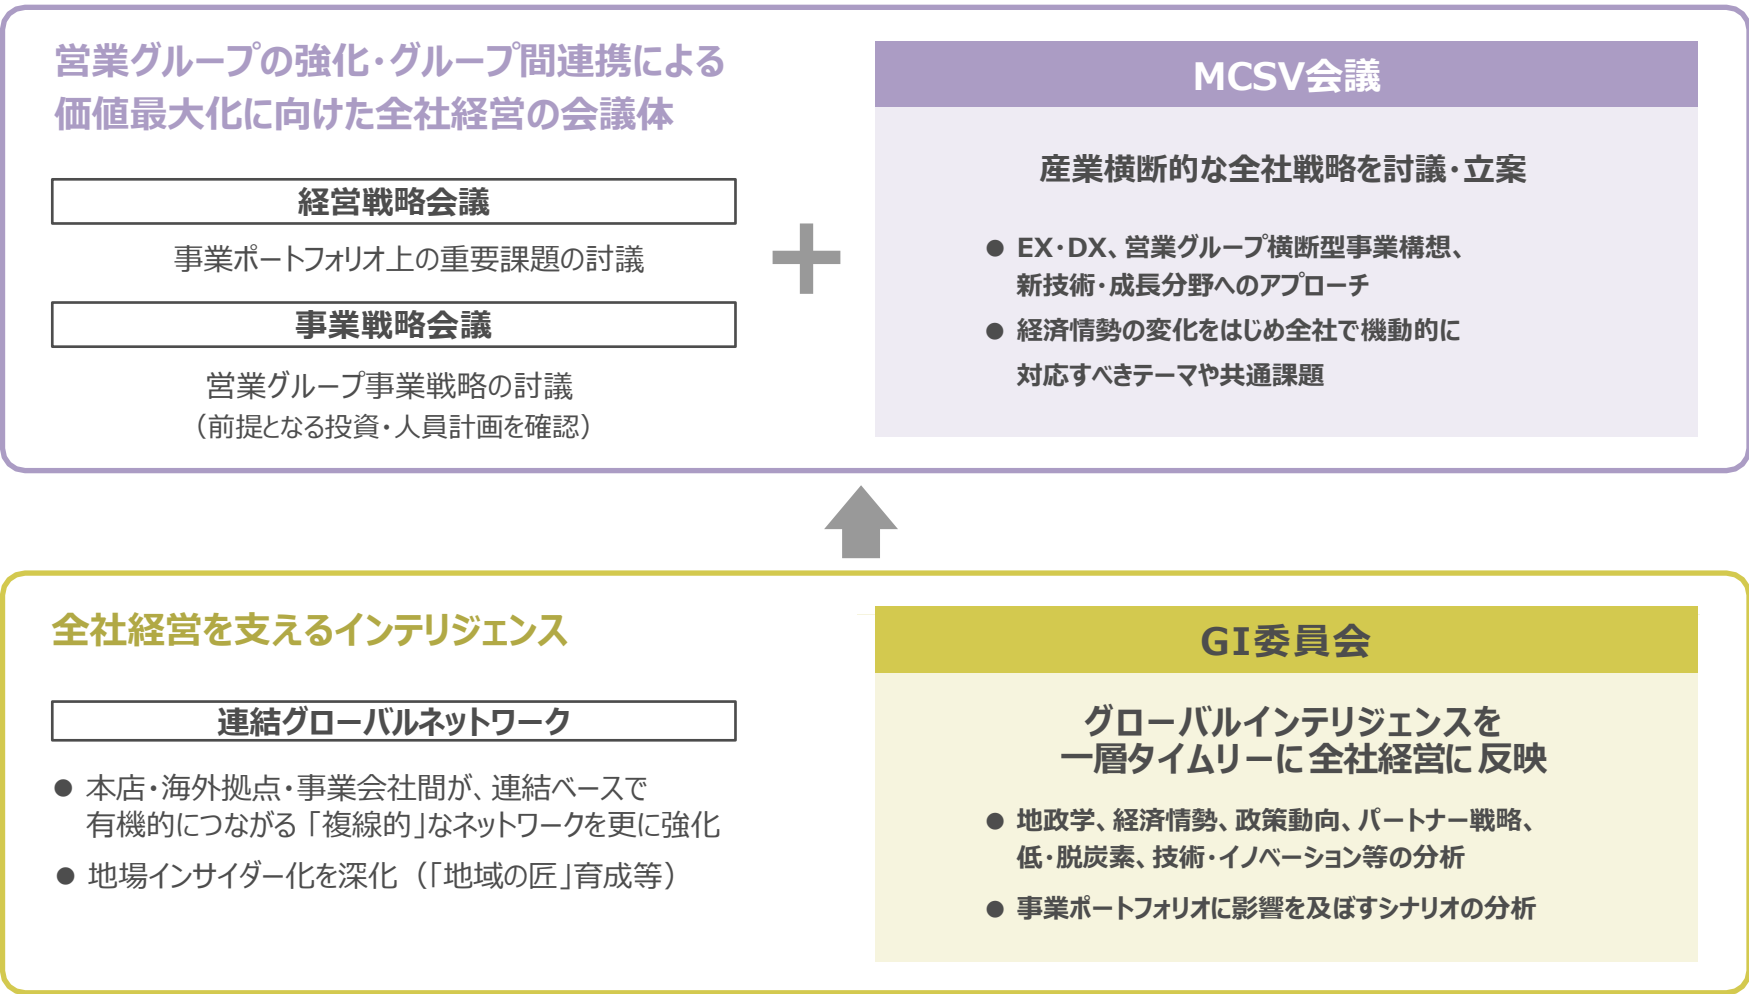 営業グループの強化・グループ間連携による
価値最大化に向けた全社経営の会議体
経営戦略会議
事業ポートフォリオ上の重要課題の討議
事業戦略会議
営業グループ事業戦略の討議
（前提となる投資・人員計画を確認）
+
MCSV会議
産業横断的な全社戦略を討議・立案
● EX・DX、営業グループ横断型事業構想、
新技術・成長分野へのアプローチ
● 経済情勢の変化をはじめ全社で機動的に
対応すべきテーマや共通課題
全社経営を支えるインテリジェンス
連結グローバルネットワーク
● 本店・海外拠点・事業会社間が、連結ベースで
有機的につながる「複線的」なネットワークを更に強化
● 地場インサイダー化を深化（「地域の匠」育成等）
GI委員会
グローバルインテリジェンスを
一層タイムリーに全社経営に反映
● 地政学、経済情勢、政策動向、パートナー戦略、
低・脱炭素、技術・イノベーション等の分析
● 事業ポートフォリオに影響を及ぼすシナリオの分析